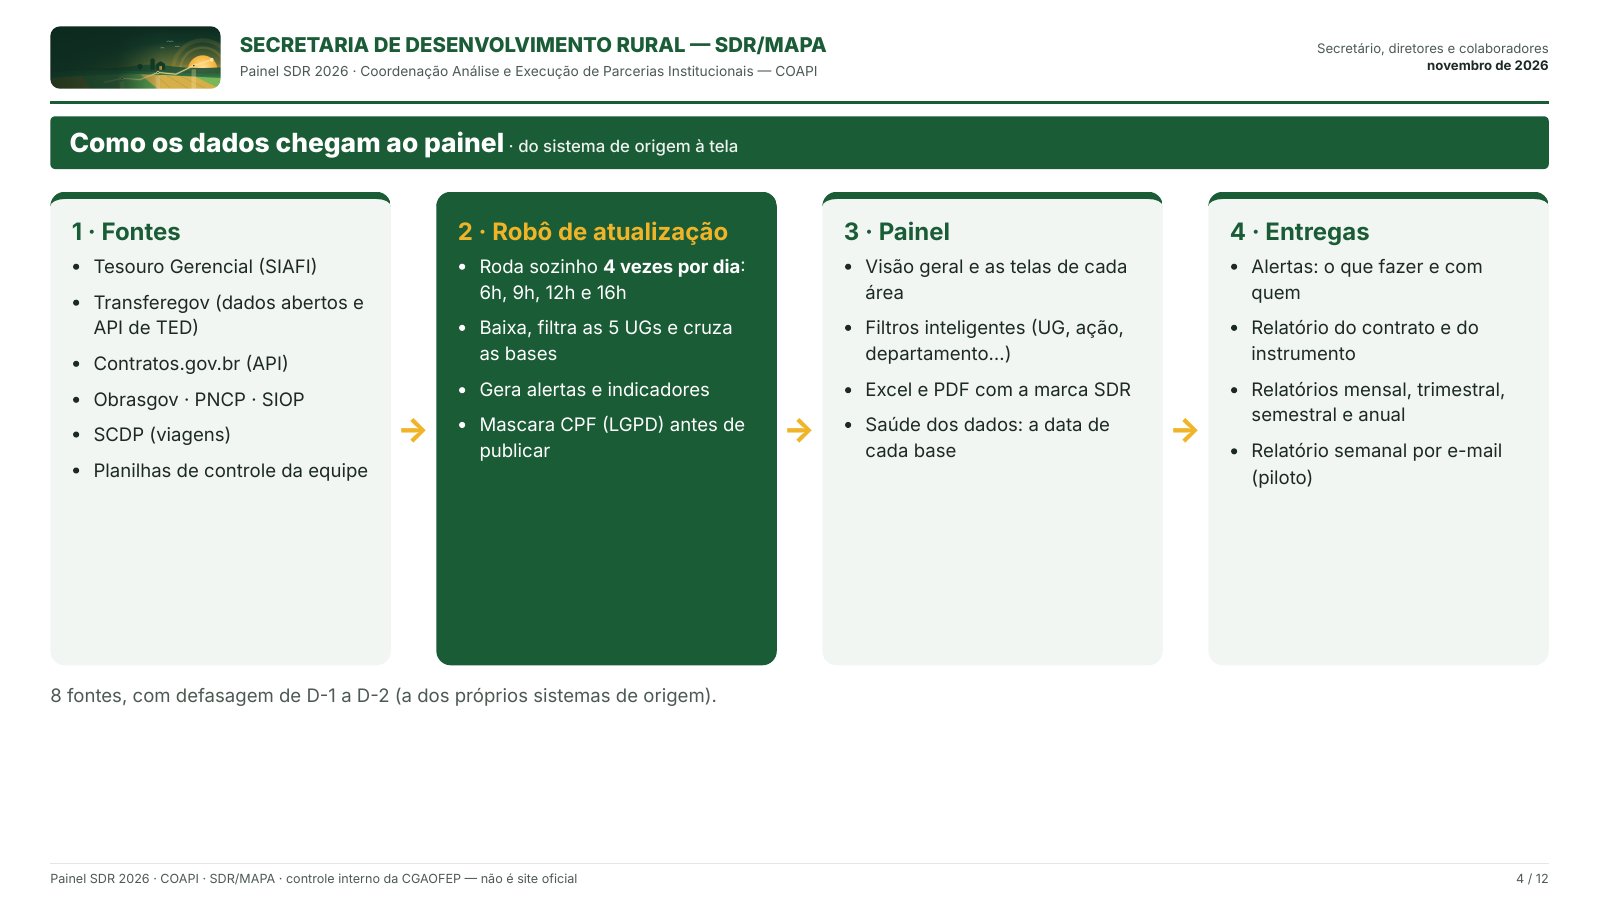 SECRETARIA DE DESENVOLVIMENTO RURAL — SDR/MAPA
Painel SDR 2026 · Coordenação Análise e Execução de Parcerias Institucionais — COAPI
Secretário, diretores e colaboradores
novembro de 2026
Como os dados chegam ao painel · do sistema de origem à tela
1 · Fontes
• Tesouro Gerencial (SIAFI)
• Transferegov (dados abertos e
API de TED)
• Contratos.gov.br (API)
• Obrasgov · PNCP · SIOP
• SCDP (viagens)
• Planilhas de controle da equipe
→
2 · Robô de atualização
• Roda sozinho 4 vezes por dia:
6h, 9h, 12h e 16h
• Baixa, filtra as 5 UGs e cruza
as bases
• Gera alertas e indicadores
• Mascara CPF (LGPD) antes de
publicar
→
3 · Painel
• Visão geral e as telas de cada
área
• Filtros inteligentes (UG, ação,
departamento...)
• Excel e PDF com a marca SDR
• Saúde dos dados: a data de
cada base
→
4 · Entregas
• Alertas: o que fazer e com
quem
• Relatório do contrato e do
instrumento
• Relatórios mensal, trimestral,
semestral e anual
• Relatório semanal por e-mail
(piloto)
8 fontes, com defasagem de D-1 a D-2 (a dos próprios sistemas de origem).
Painel SDR 2026 · COAPI · SDR/MAPA · controle interno da CGAOFEP — não é site oficial
4 / 12